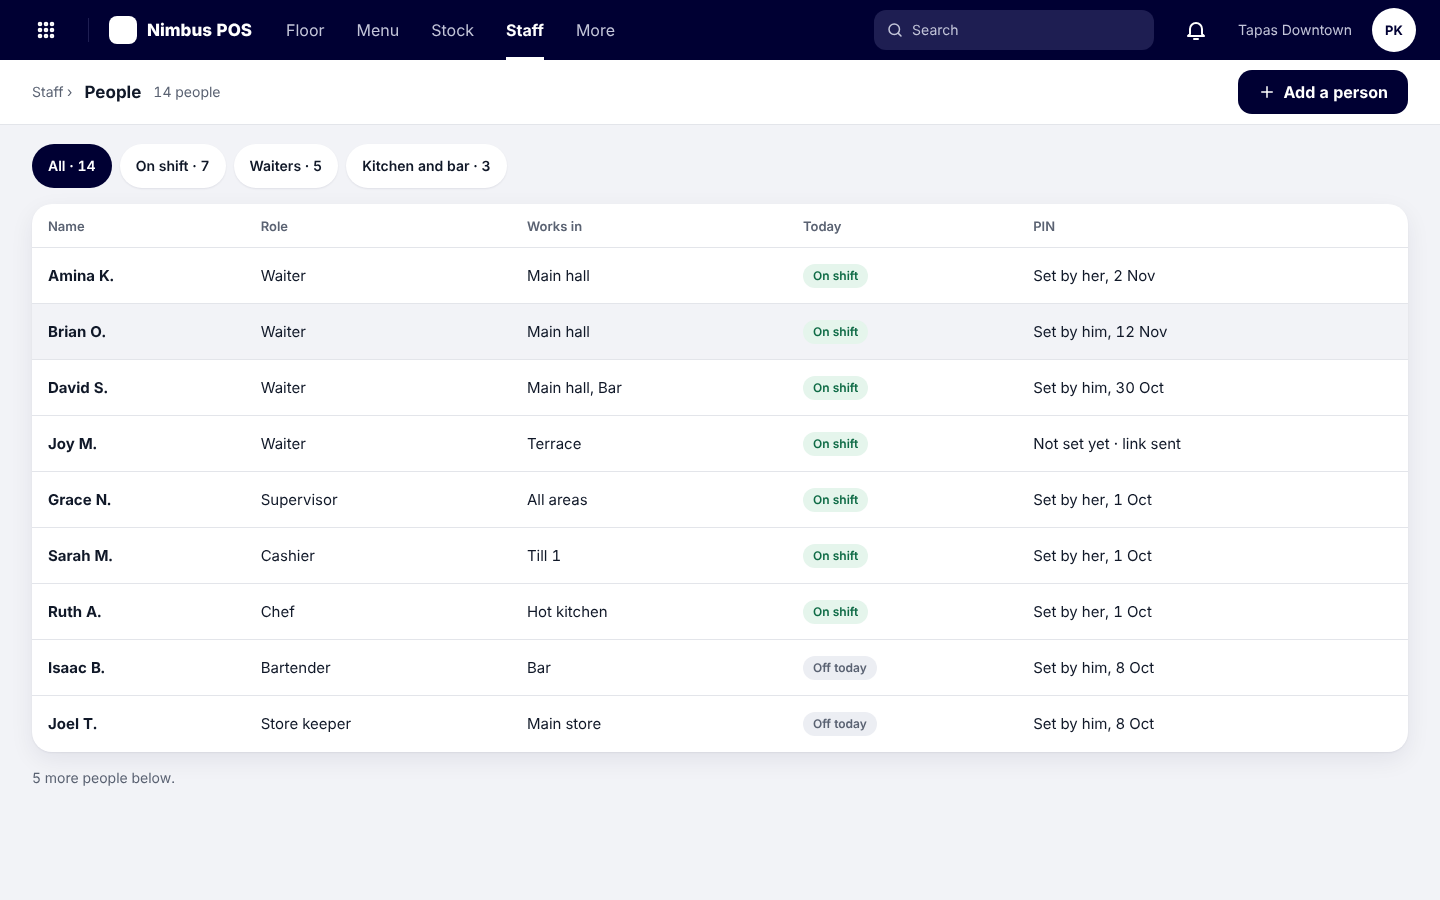 Nimbus POS Floor Menu Stock Staff More Search Tapas Downtown PK
Staff › People 14 people + Add a person
All · 14 On shift · 7 Waiters · 5 Kitchen and bar · 3
Name Role Works in Today PIN
Amina K. Waiter Main hall On shift Set by her, 2 Nov
Brian O. Waiter Main hall On shift Set by him, 12 Nov
David S. Waiter Main hall, Bar On shift Set by him, 30 Oct
Joy M. Waiter Terrace On shift Not set yet · link sent
Grace N. Supervisor All areas On shift Set by her, 1 Oct
Sarah M. Cashier Till 1 On shift Set by her, 1 Oct
Ruth A. Chef Hot kitchen On shift Set by her, 1 Oct
Isaac B. Bartender Bar Off today Set by him, 8 Oct
Joel T. Store keeper Main store Off today Set by him, 8 Oct
5 more people below.